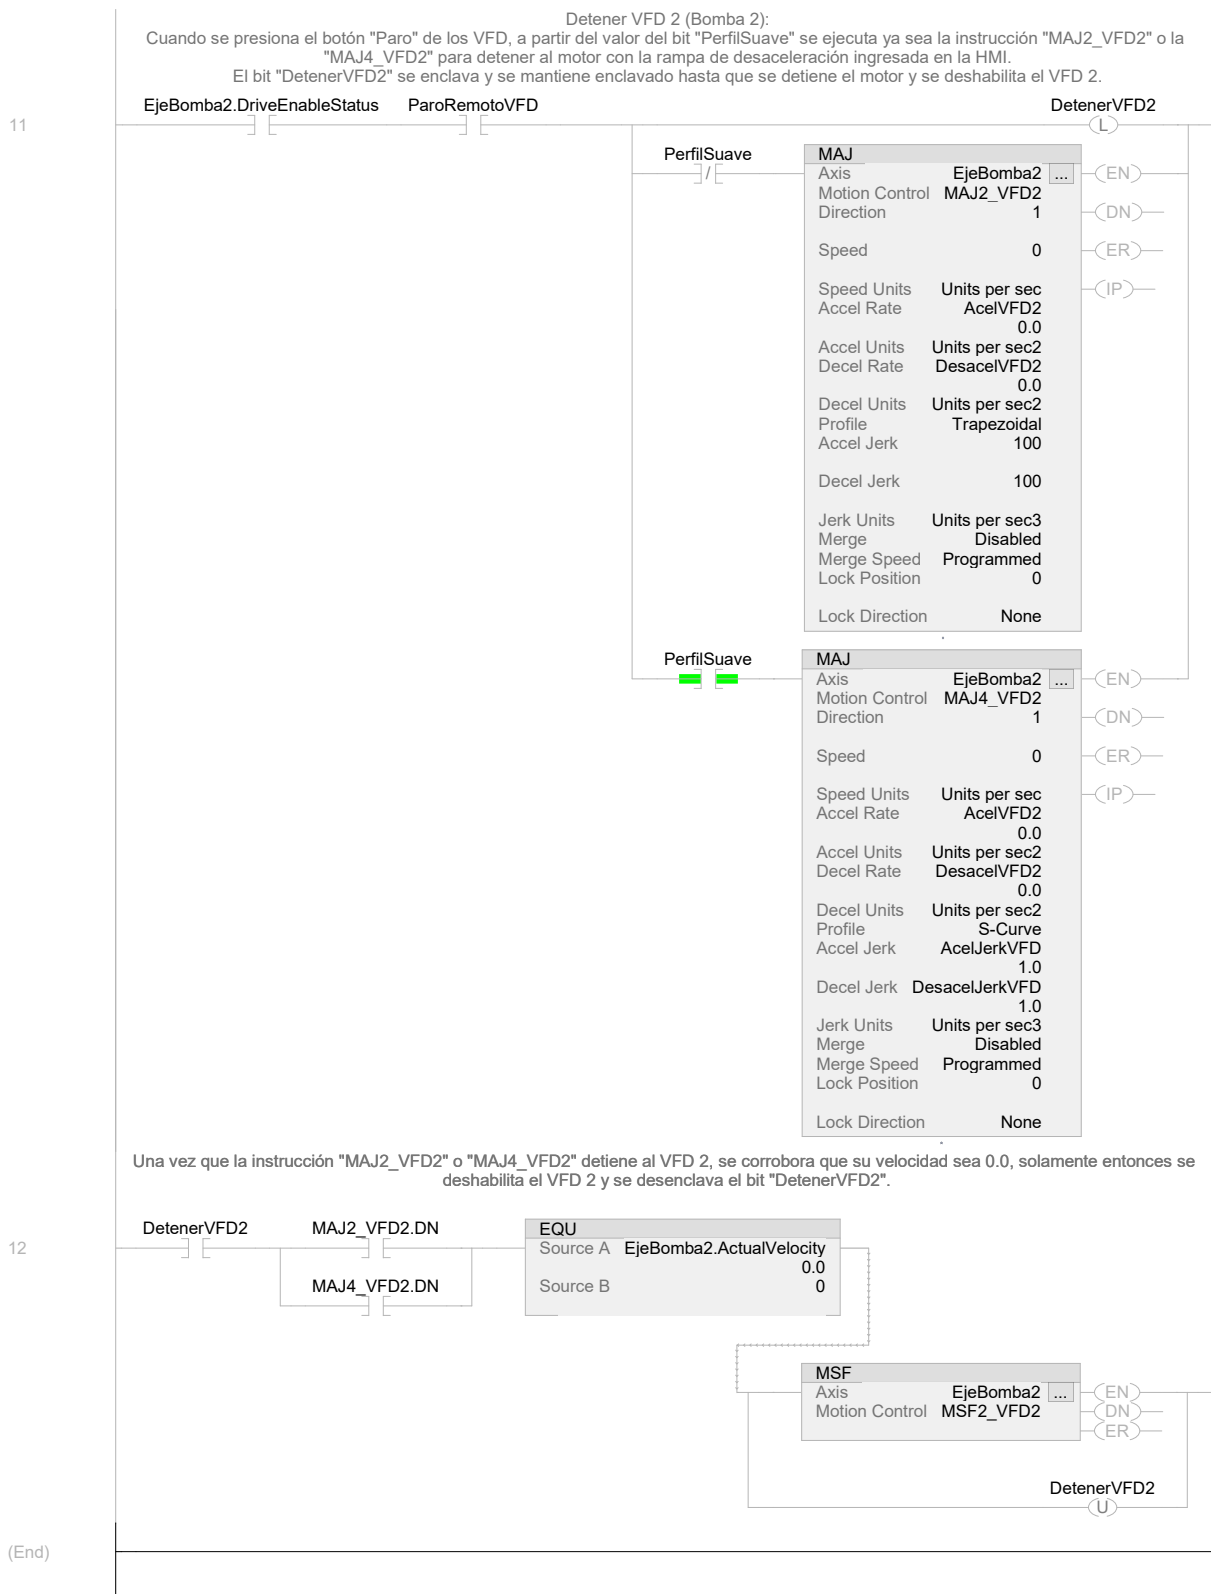 Detener VFD 2 (Bomba 2):
Cuando se presiona el botón "Paro" de los VFD, a partir del valor del bit "PerfilSuave" se ejecuta ya sea la instrucción "MAJ2_VFD2" o la
"MAJ4_VFD2" para detener al motor con la rampa de desaceleración ingresada en la HMI.
El bit "DetenerVFD2" se enclava y se mantiene enclavado hasta que se detiene el motor y se deshabilita el VFD 2.
EjeBomba2.DriveEnableStatus ParoRemotoVFD DetenerVFD2
11 L
PerfilSuave MAJ
/ Axis EjeBomba2 ... EN
Motion Control MAJ2_VFD2
Direction 1 DN
Speed 0 ER
Speed Units Units per sec IP
Accel Rate AcelVFD2
0.0
Accel Units Units per sec2
Decel Rate DesacelVFD2
0.0
Decel Units Units per sec2
Profile Trapezoidal
Accel Jerk 100
Decel Jerk 100
Jerk Units Units per sec3
Merge Disabled
Merge Speed Programmed
Lock Position 0
Lock Direction None
PerfilSuave MAJ
Axis EjeBomba2 ... EN
Motion Control MAJ4_VFD2
Direction 1 DN
Speed 0 ER
Speed Units Units per sec IP
Accel Rate AcelVFD2
0.0
Accel Units Units per sec2
Decel Rate DesacelVFD2
0.0
Decel Units Units per sec2
Profile S-Curve
Accel Jerk AcelJerkVFD
1.0
Decel Jerk DesacelJerkVFD
1.0
Jerk Units Units per sec3
Merge Disabled
Merge Speed Programmed
Lock Position 0
Lock Direction None
Una vez que la instrucción "MAJ2_VFD2" o "MAJ4_VFD2" detiene al VFD 2, se corrobora que su velocidad sea 0.0, solamente entonces se
deshabilita el VFD 2 y se desenclava el bit "DetenerVFD2".
DetenerVFD2 MAJ2_VFD2.DN EQU
12 Source A EjeBomba2.ActualVelocity
0.0
MAJ4_VFD2.DN Source B 0
MSF
Axis EjeBomba2 ... EN
Motion Control MSF2_VFD2 DN
ER
DetenerVFD2
U
(End)